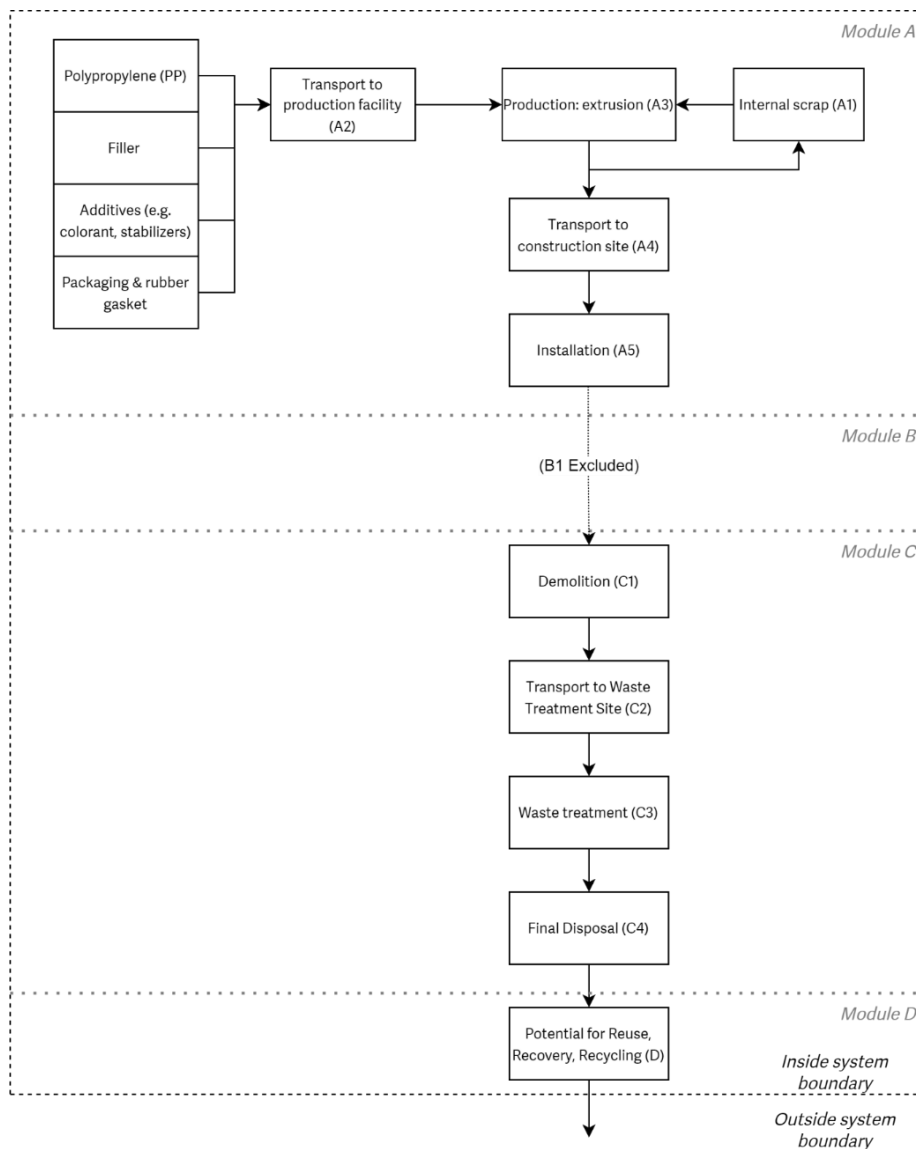 Module A
Polypropylene (PP)
Filler
Additives (e.g.
colorant, stabilizers)
Packaging & rubber
gasket
Transport to
production facility
(A2)
Production: extrusion (A3)
Internal scrap (A1)
Transport to
construction site (A4)
Installation (A5)
Module B
(B1 Excluded)
Module C
Demolition (C1)
Transport to Waste
Treatment Site (C2)
Waste treatment (C3)
Final Disposal (C4)
Module D
Potential for Reuse,
Recovery, Recycling (D)
Inside system
boundary
Outside system
boundary